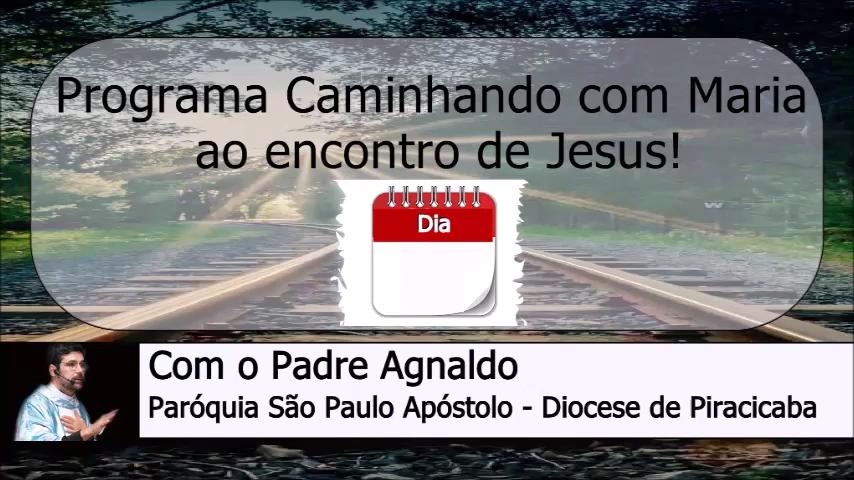 Programa Caminhando com Maria
ao encontro de Jesus!
Dia
Com o Padre Agnaldo
Paróquia São Paulo Apóstolo - Diocese de Piracicaba